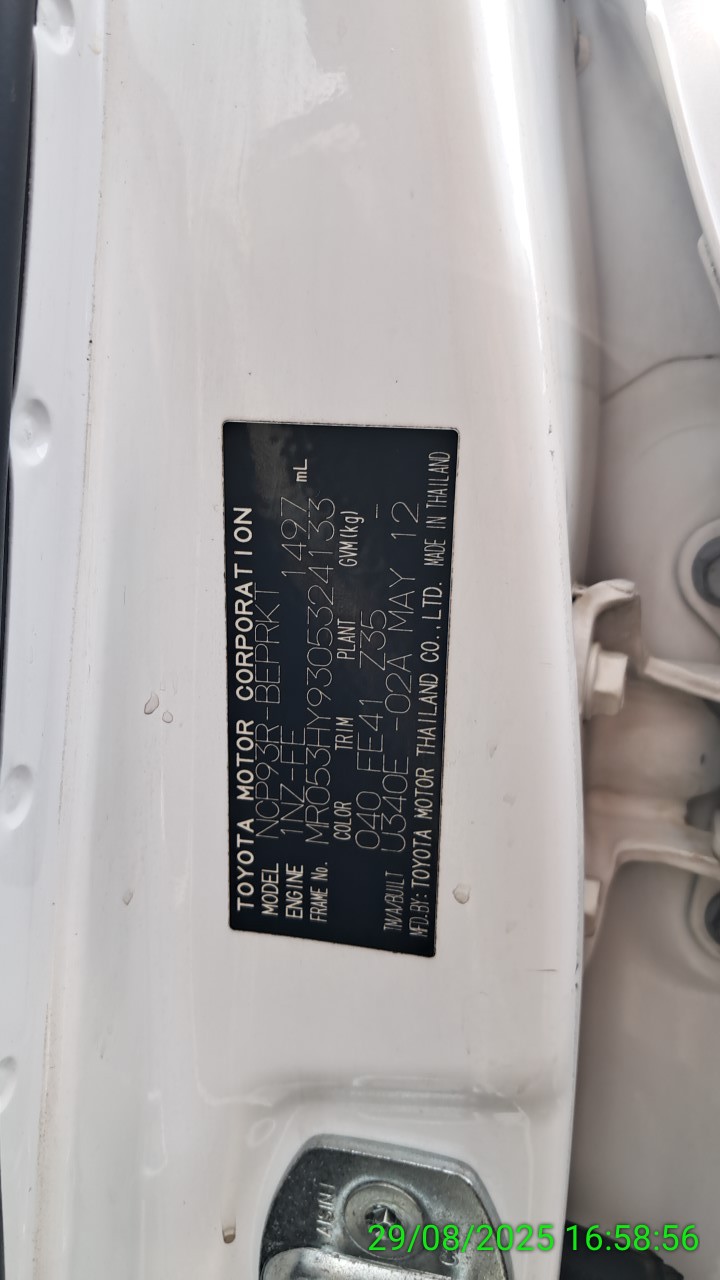 TOYOTA MOTOR CORPORATION
MODEL NCP93R-BEPRKT
ENGINE 1NZ-FE 1497 mL
FRAME No. MR053HY9305324133
COLOR TRIM PLANT GVM(kg)
040 FE41 Z35 -
TM/A/BUILT U340E -02A MAY 12
MFD.BY: TOYOTA MOTOR THAILAND CO.,LTD. MADE IN THAILAND
AISIN
29/08/2025 16:58:56